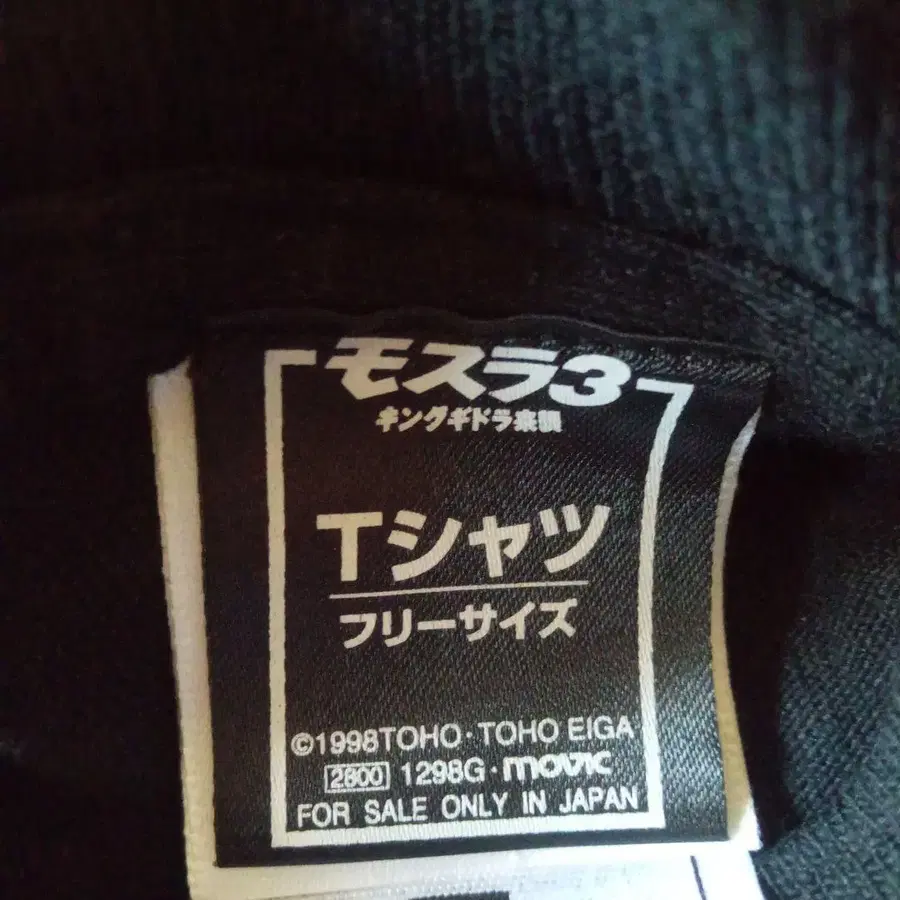 モスラ3
キングギドラ来襲
Tシャツ
フリーサイズ
©1998TOHO・TOHO EIGA
2800 1298G・movic
FOR SALE ONLY IN JAPAN